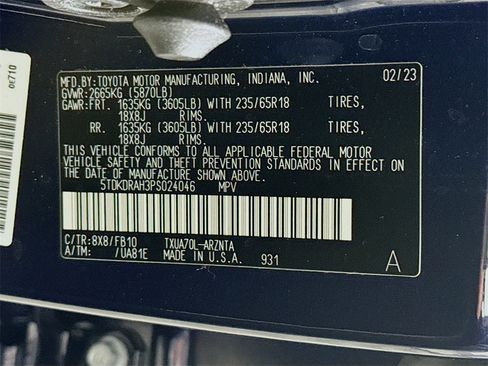 MFD.BY:TOYOTA MOTOR MANUFACTURING, INDIANA, INC. 02/23
GVWR:2665KG (5870LB)
GAWR:FRT. 1635KG (3605LB) WITH 235/65R18 TIRES,
18X8J RIMS.
RR. 1635KG (3605LB) WITH 235/65R18 TIRES,
18X8J RIMS.
THIS VEHICLE CONFORMS TO ALL APPLICABLE FEDERAL MOTOR
VEHICLE SAFETY AND THEFT PREVENTION STANDARDS IN EFFECT ON
THE DATE OF MANUFACTURE SHOWN ABOVE.
5TDKDRAH3PS024046 MPV
C/TR:8X8/FB10 TXUA70L-ARZNTA
A/TM: /UA81E MADE IN U.S.A. 931
A
0E710